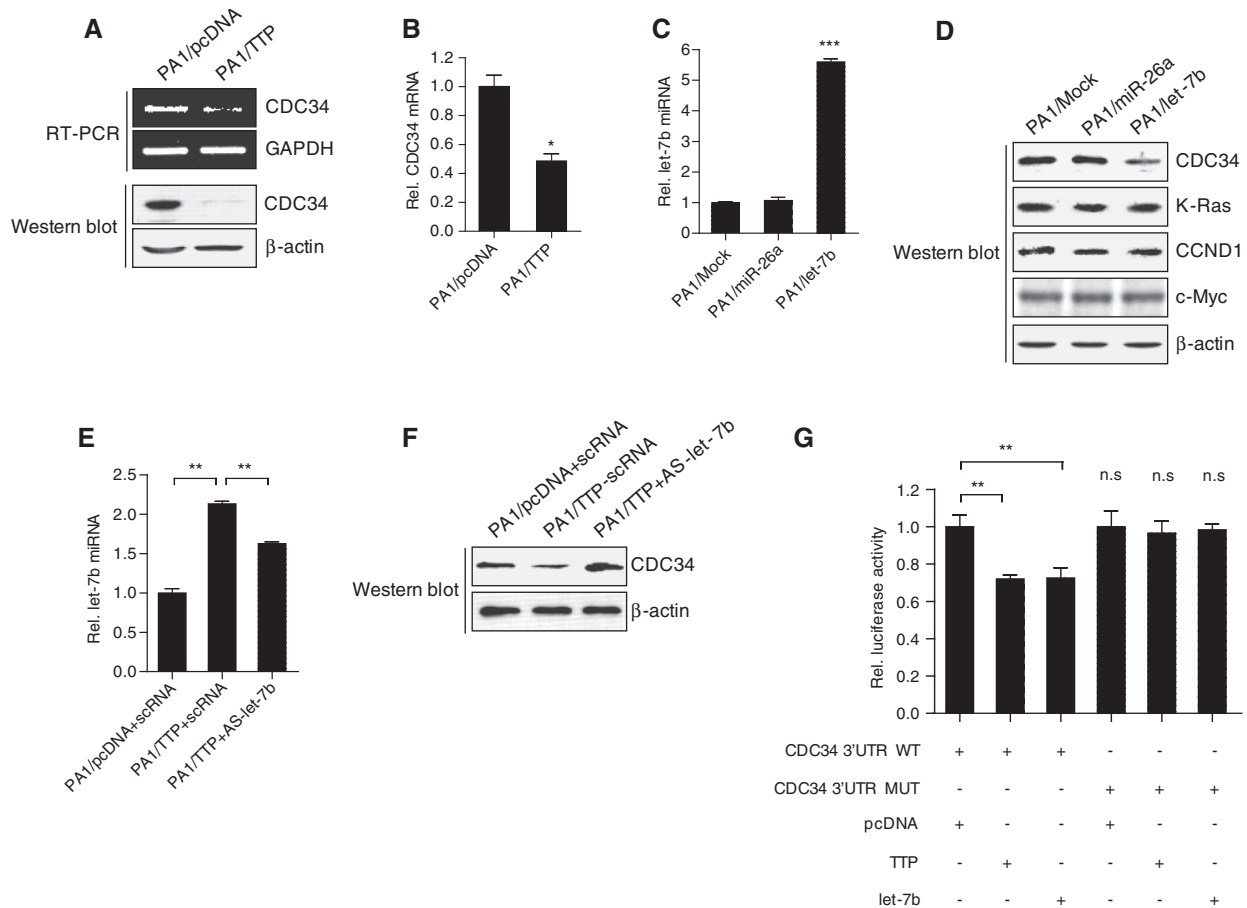 A
PA1/pcDNA
PA1/TTP
RT-PCR
CDC34
GAPDH
Western blot
CDC34
β-actin
B
Rel. CDC34 mRNA
1.2
1.0
0.8
0.6
0.4
0.2
0.0
*
PA1/pcDNA
PA1/TTP
C
Rel. let-7b miRNA
6
5
4
3
2
1
0
***
PA1/Mock
PA1/miR-26a
PA1/let-7b
D
PA1/Mock
PA1/miR-26a
PA1/let-7b
Western blot
CDC34
K-Ras
CCND1
c-Myc
β-actin
E
Rel. let-7b miRNA
2.5
2.0
1.5
1.0
0.5
0.0
** **
PA1/pcDNA+scRNA
PA1/TTP+scRNA
PA1/TTP+AS-let-7b
F
PA1/pcDNA+scRNA
PA1/TTP-scRNA
PA1/TTP+AS-let-7b
Western blot
CDC34
β-actin
G
Rel. luciferase activity
1.2
1.0
0.8
0.6
0.4
0.2
0.0
**
**
n.s n.s n.s
CDC34 3'UTR WT + + + - - -
CDC34 3'UTR MUT - - - + + +
pcDNA + - - + - -
TTP - + - - + -
let-7b - - + - - +